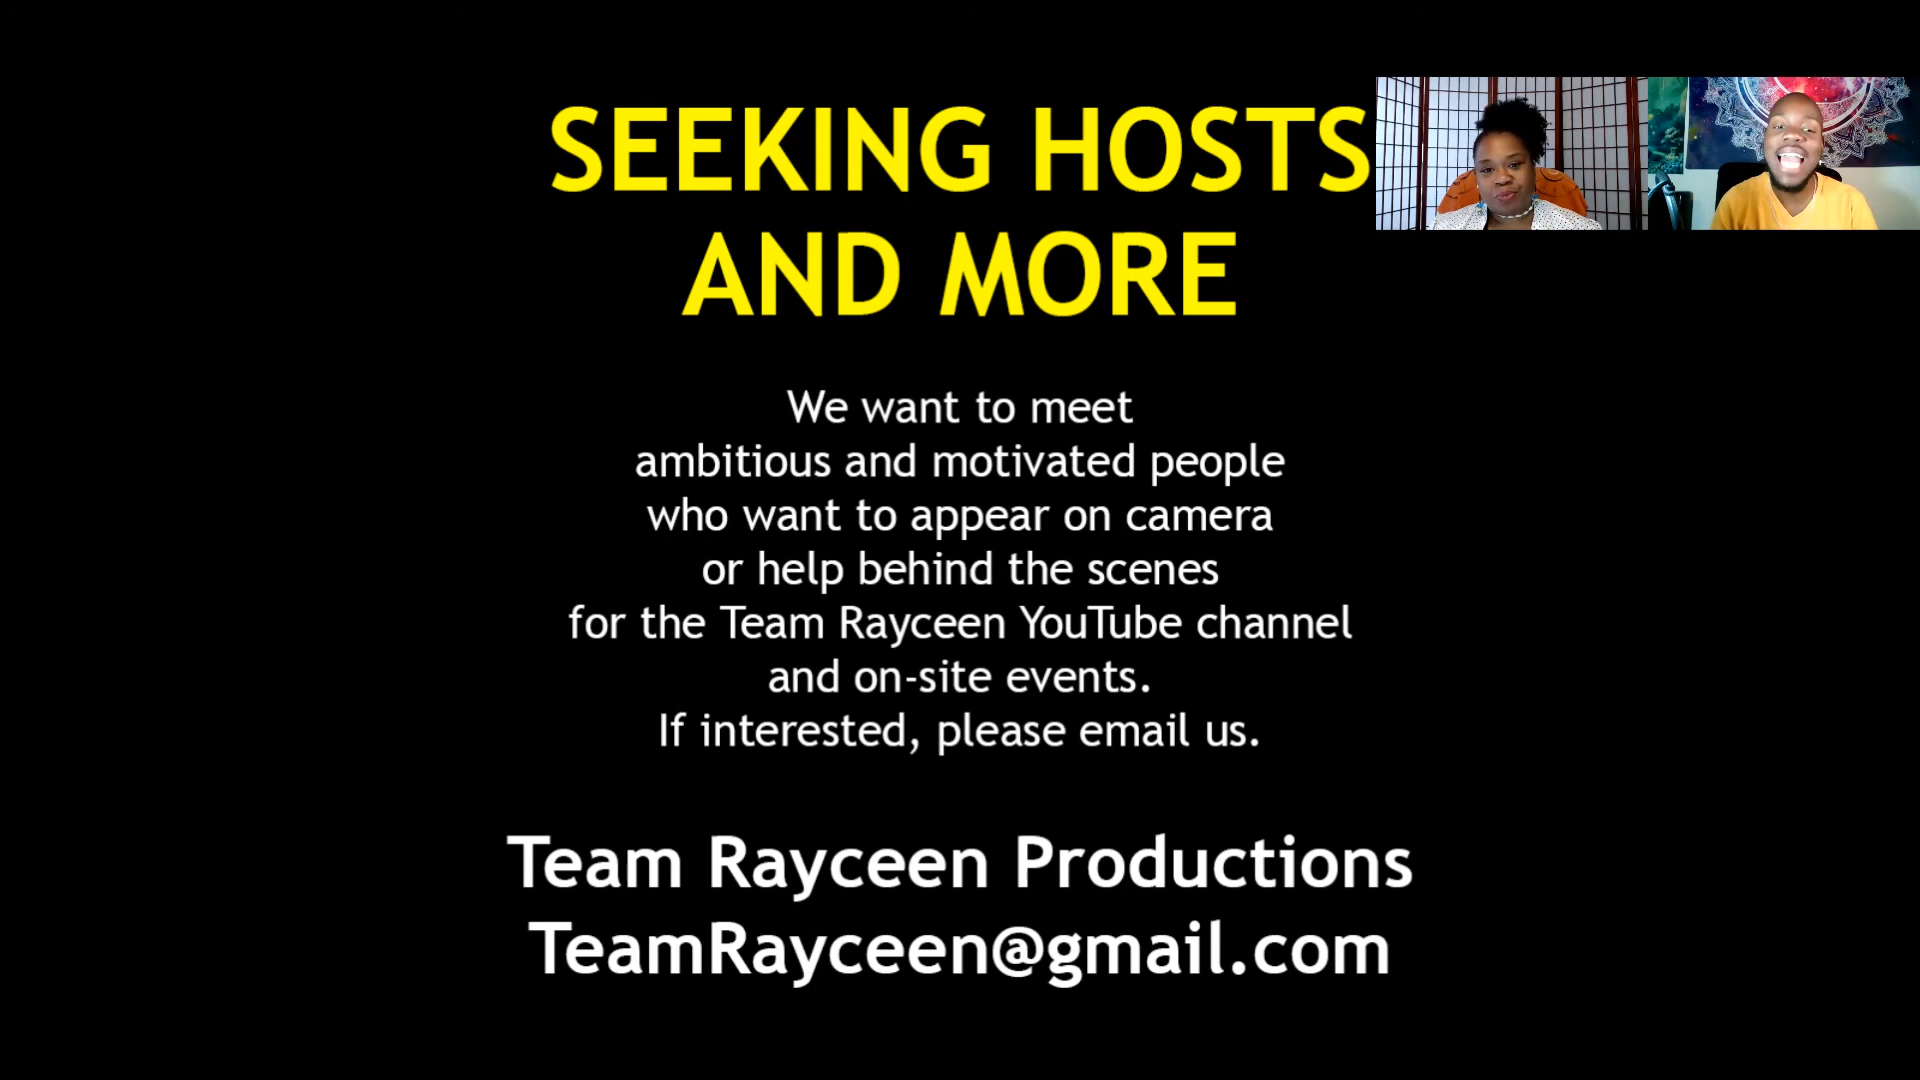 SEEKING HOSTS
AND MORE
We want to meet
ambitious and motivated people
who want to appear on camera
or help behind the scenes
for the Team Rayceen YouTube channel
and on-site events.
If interested, please email us.
Team Rayceen Productions
TeamRayceen@gmail.com